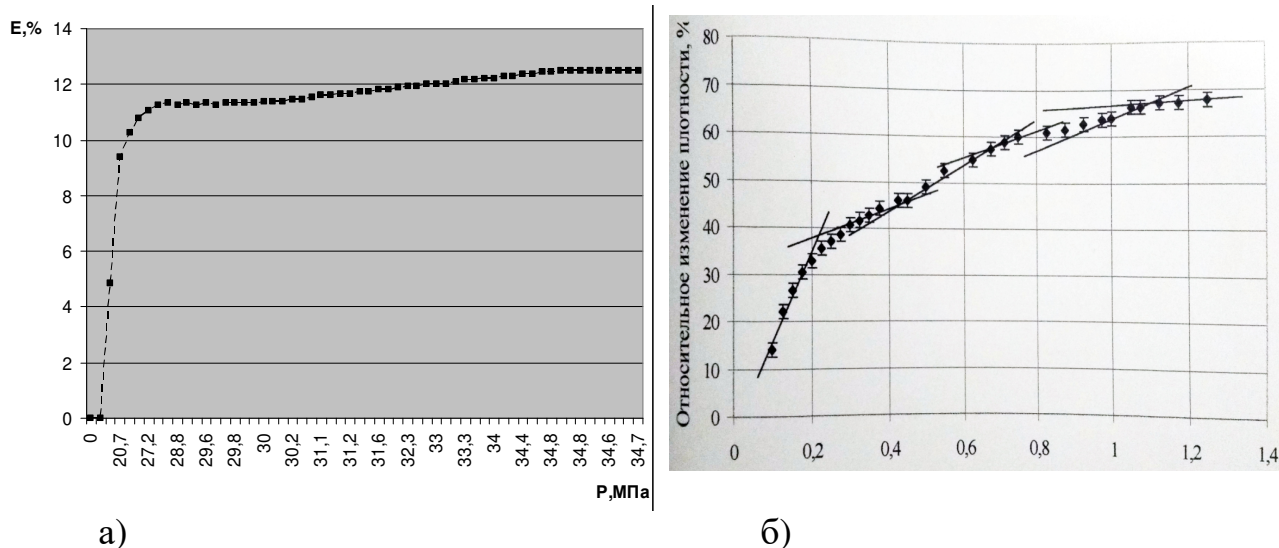 E,%
14
12
10
8
6
4
2
0
0 20,7 27,2 28,8 29,6 29,8 30 30,2 31,1 31,2 31,6 32,3 33 33,3 34 34,4 34,8 34,8 34,6 34,7
P,МПа
а)
Относительное изменение плотности, %
80
70
60
50
40
30
20
10
0
0 0,2 0,4 0,6 0,8 1 1,2 1,4
б)